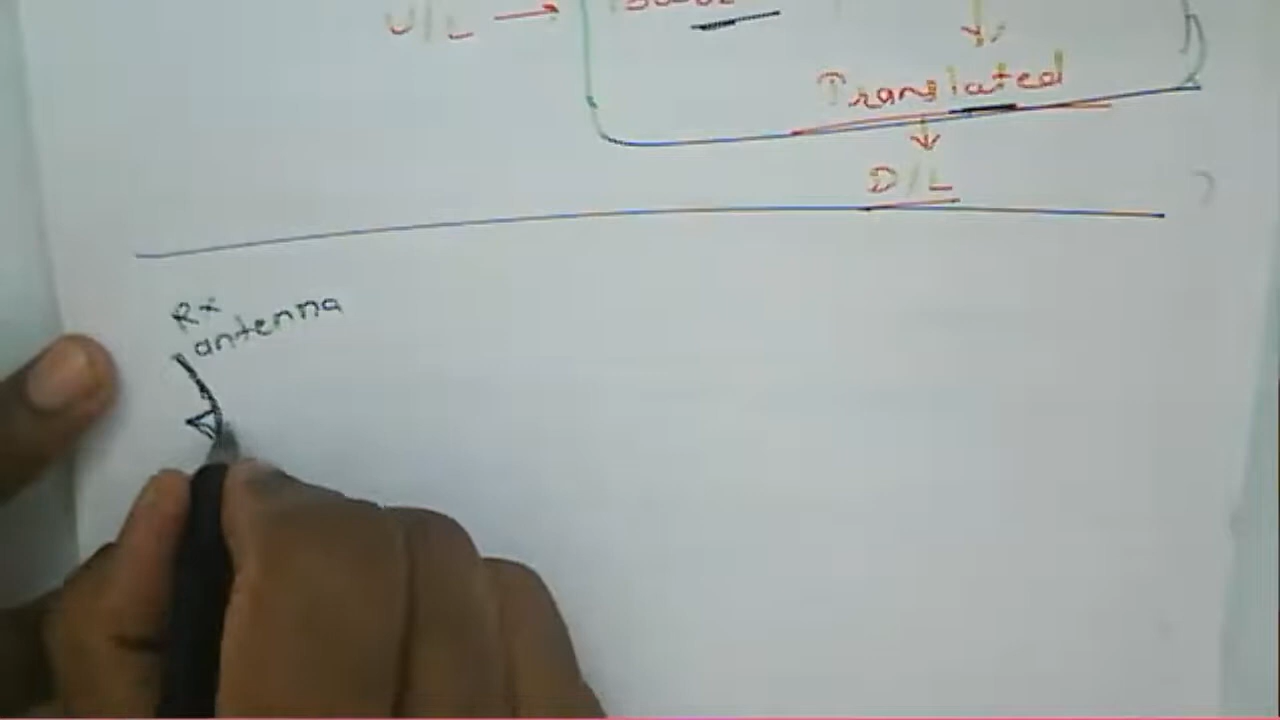 U/L →
Translated
D/L
Rx
antenna